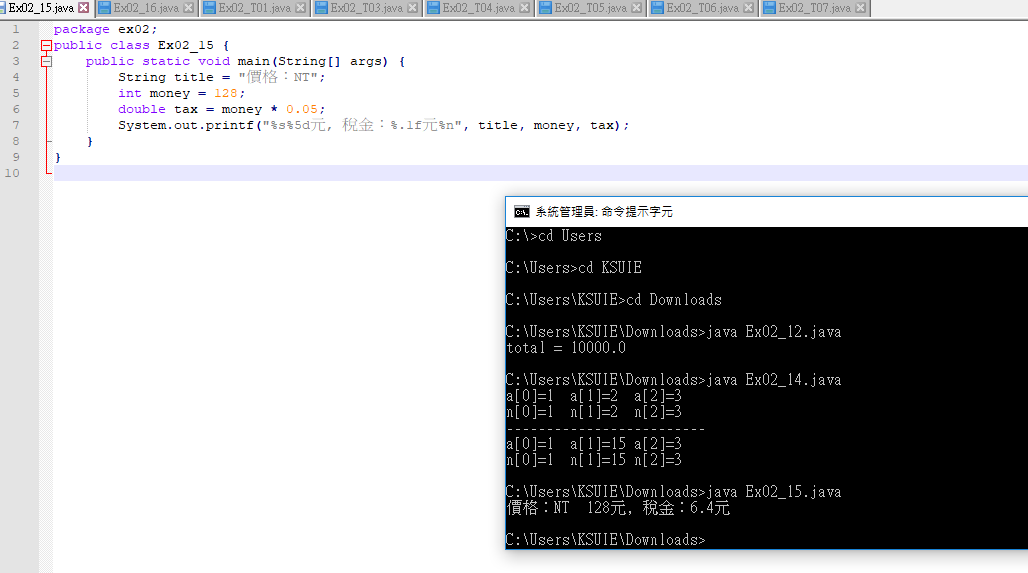 Ex02_15.java Ex02_16.java Ex02_T01.java Ex02_T03.java Ex02_T04.java Ex02_T05.java Ex02_T06.java Ex02_T07.java
1 package ex02;
2 public class Ex02_15 {
3 public static void main(String[] args) {
4 String title = "價格：NT";
5 int money = 128;
6 double tax = money * 0.05;
7 System.out.printf("%s%5d元, 稅金：%.1f元%n", title, money, tax);
8 }
9 }
10
系統管理員: 命令提示字元
C:\>cd Users
C:\Users>cd KSUIE
C:\Users\KSUIE>cd Downloads
C:\Users\KSUIE\Downloads>java Ex02_12.java
total = 10000.0
C:\Users\KSUIE\Downloads>java Ex02_14.java
a[0]=1  a[1]=2  a[2]=3
n[0]=1  n[1]=2  n[2]=3
-------------------------
a[0]=1  a[1]=15 a[2]=3
n[0]=1  n[1]=15 n[2]=3
C:\Users\KSUIE\Downloads>java Ex02_15.java
價格：NT  128元, 稅金：6.4元
C:\Users\KSUIE\Downloads>